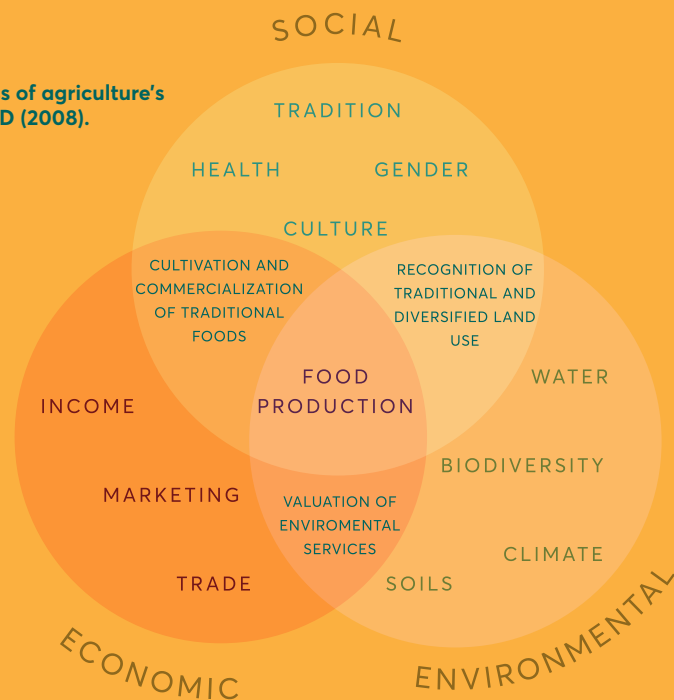 SOCIAL
s of agriculture's
D (2008).
TRADITION
HEALTH
GENDER
CULTURE
CULTIVATION AND
COMMERCIALIZATION
OF TRADITIONAL
FOODS
RECOGNITION OF
TRADITIONAL AND
DIVERSIFIED LAND
USE
FOOD
PRODUCTION
WATER
INCOME
BIODIVERSITY
MARKETING
VALUATION OF
ENVIROMENTAL
SERVICES
CLIMATE
TRADE
SOILS
ECONOMIC
ENVIRONMENTAL